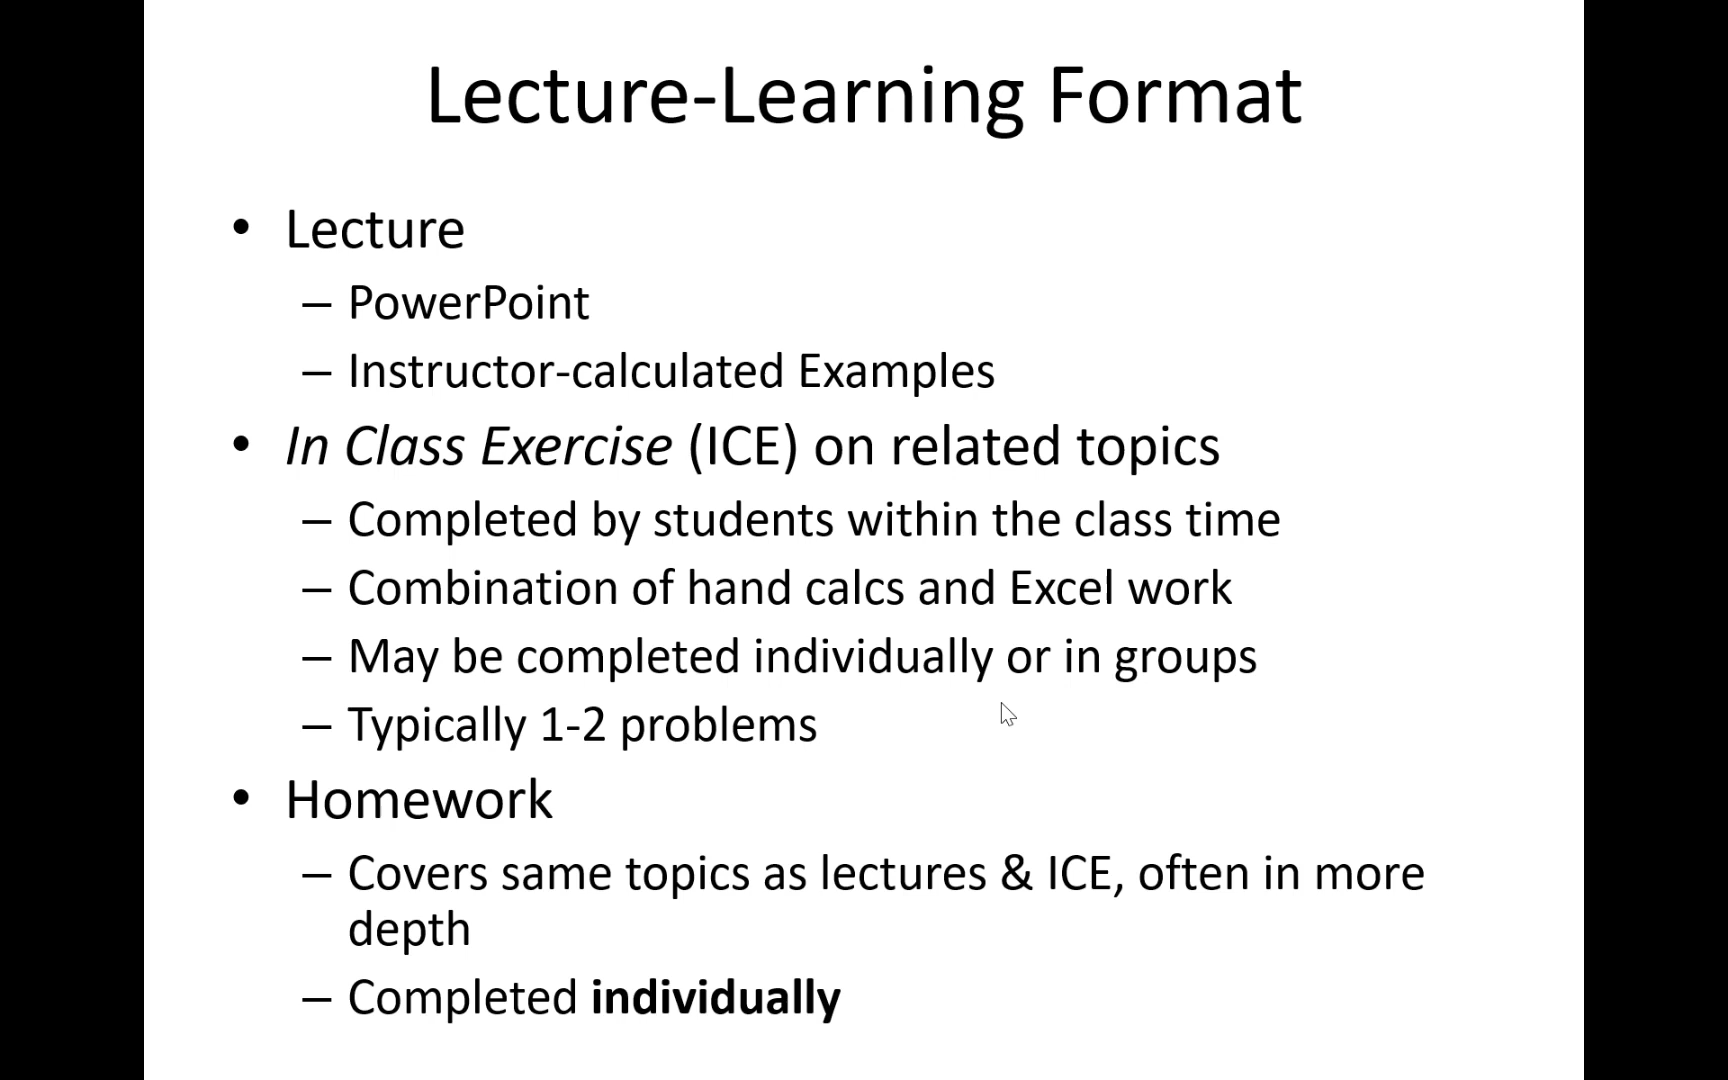 Lecture-Learning Format
• Lecture
– PowerPoint
– Instructor-calculated Examples
• In Class Exercise (ICE) on related topics
– Completed by students within the class time
– Combination of hand calcs and Excel work
– May be completed individually or in groups
– Typically 1-2 problems
• Homework
– Covers same topics as lectures & ICE, often in more
depth
– Completed individually